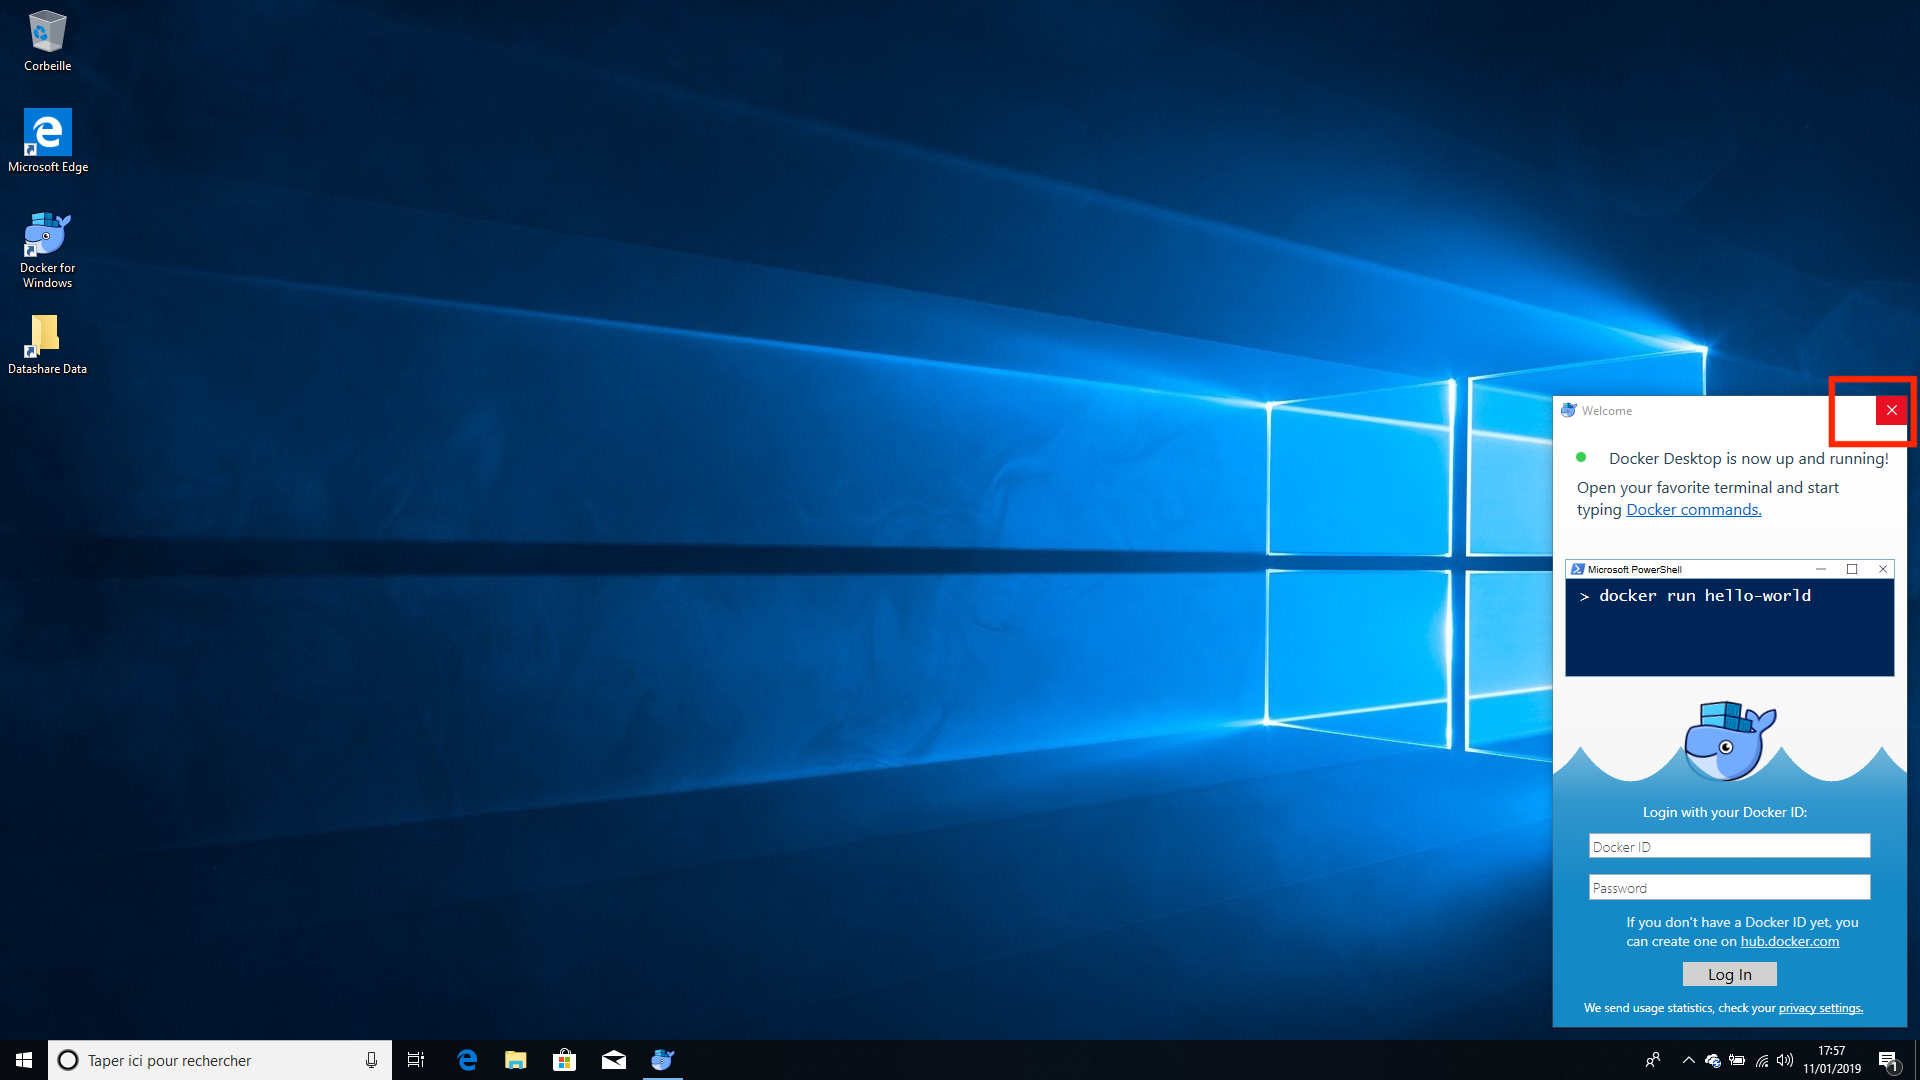 Corbeille
Microsoft Edge
Docker for
Windows
Datashare Data
Welcome
Docker Desktop is now up and running!
Open your favorite terminal and start
typing Docker commands.
Microsoft PowerShell
> docker run hello-world
Login with your Docker ID:
Docker ID
Password
If you don't have a Docker ID yet, you
can create one on hub.docker.com
Log In
We send usage statistics, check your privacy settings.
Taper ici pour rechercher
17:57
11/01/2019
1